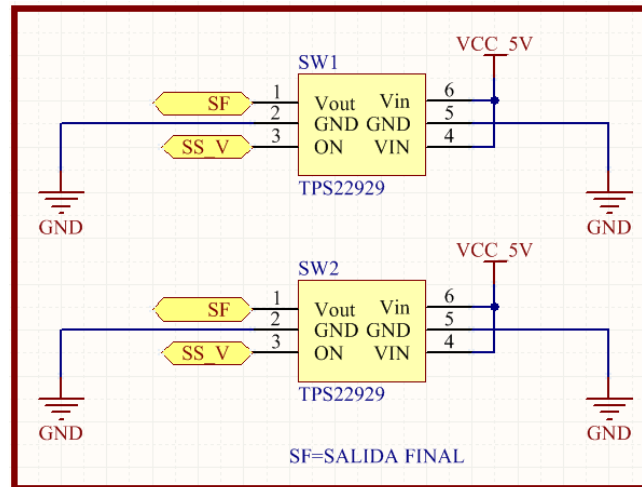 VCC_5V
SW1
SF 1 Vout Vin 6
2 GND GND 5
SS_V 3 ON VIN 4
TPS22929
GND GND
VCC_5V
SW2
SF 1 Vout Vin 6
2 GND GND 5
SS_V 3 ON VIN 4
TPS22929
GND GND
SF=SALIDA FINAL